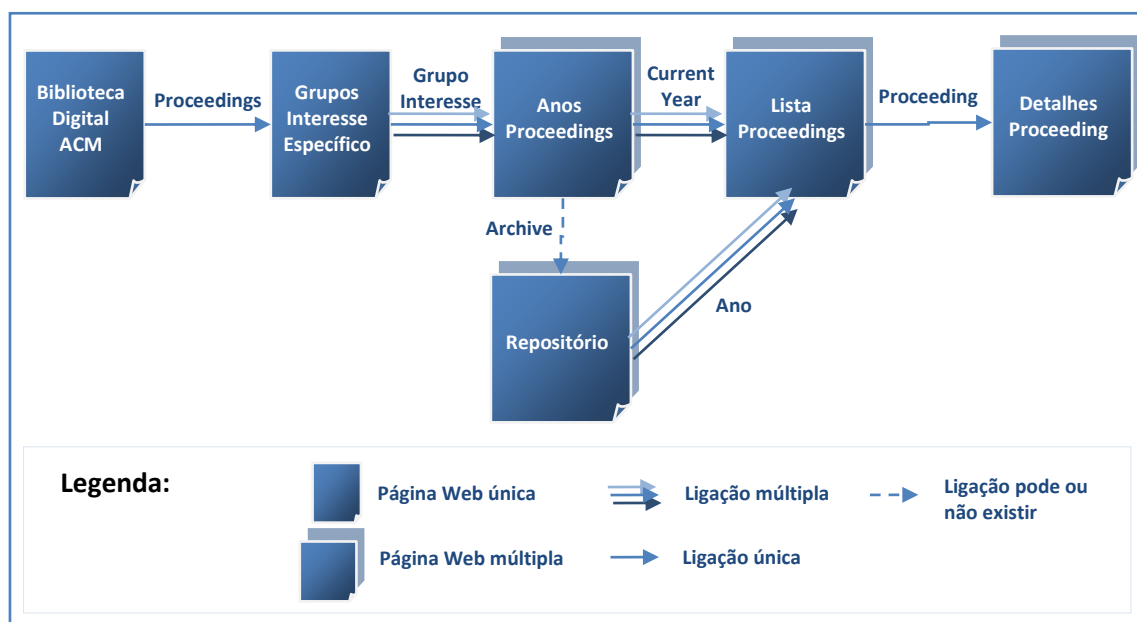 Biblioteca
Digital
ACM
Proceedings
Grupos
Interesse
Específico
Grupo
Interesse
Anos
Proceedings
Current
Year
Lista
Proceedings
Proceeding
Detalhes
Proceeding
Archive
Repositório
Ano
Legenda:
Página Web única
Ligação múltipla
Ligação pode ou
não existir
Página Web múltipla
Ligação única